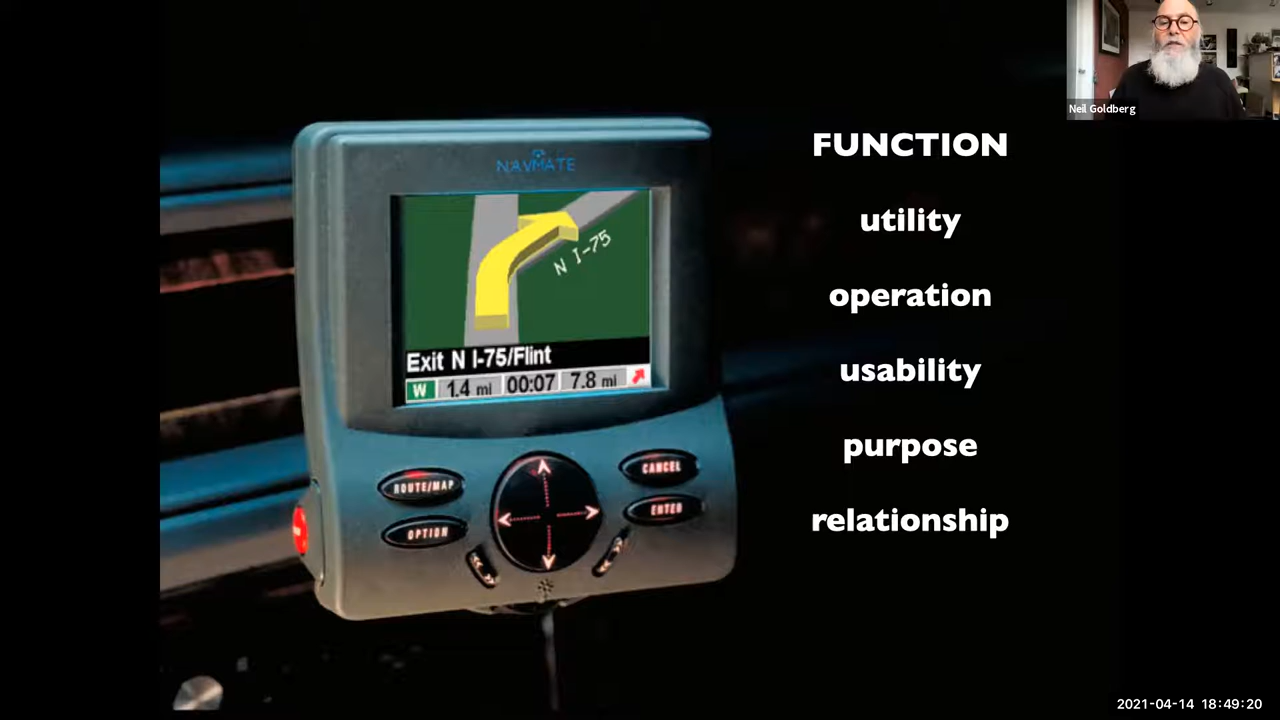 Neil Goldberg
FUNCTION
utility
operation
usability
purpose
relationship
NAVMATE
N I-75
Exit N I-75/Flint
W 1.4 mi 00:07 7.8 mi
ROUTE/MAP
CANCEL
OPTION
ENTER
2021-04-14 18:49:20